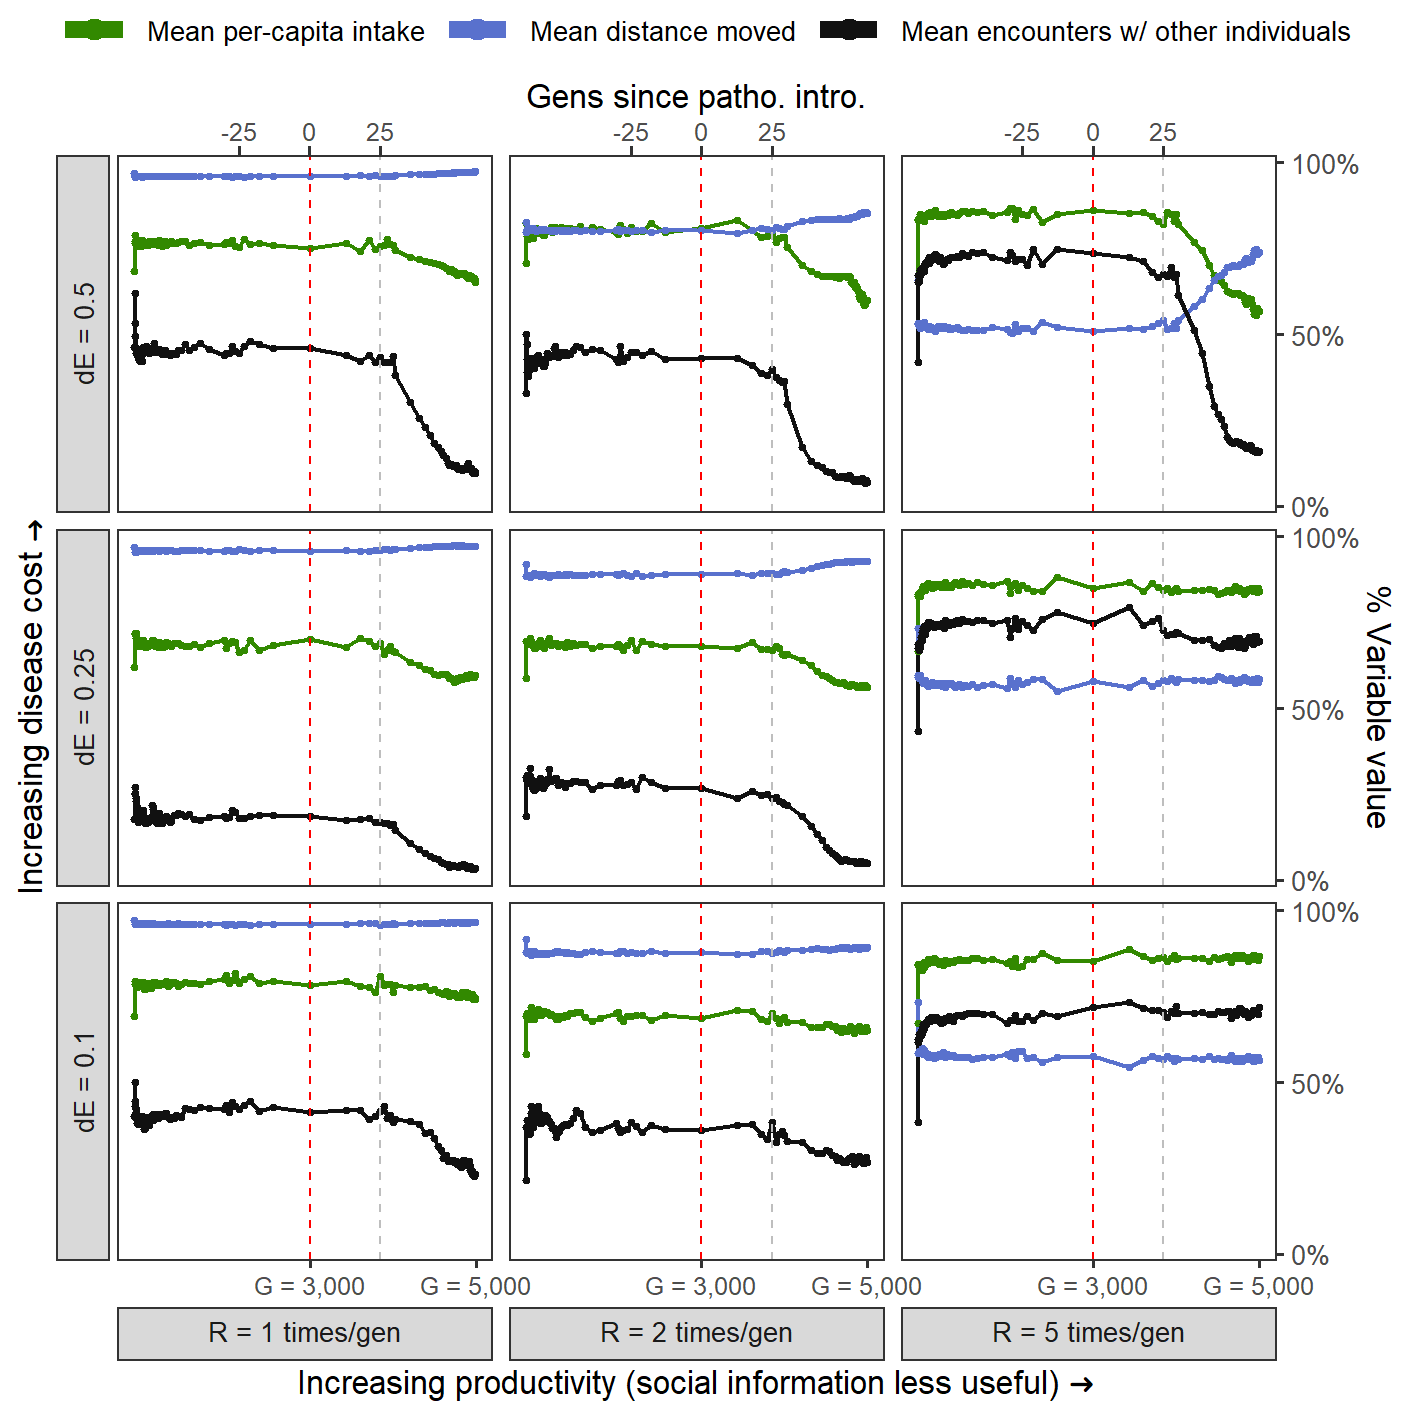 Mean per-capita intake Mean distance moved Mean encounters w/ other individuals
Gens since patho. intro.
-25 0 25 -25 0 25 -25 0 25
Increasing disease cost →
dE = 0.5
dE = 0.25
dE = 0.1
100%
50%
0%
100%
50%
0%
100%
50%
0%
% Variable value
G = 3,000 G = 5,000 G = 3,000 G = 5,000 G = 3,000 G = 5,000
R = 1 times/gen R = 2 times/gen R = 5 times/gen
Increasing productivity (social information less useful) →